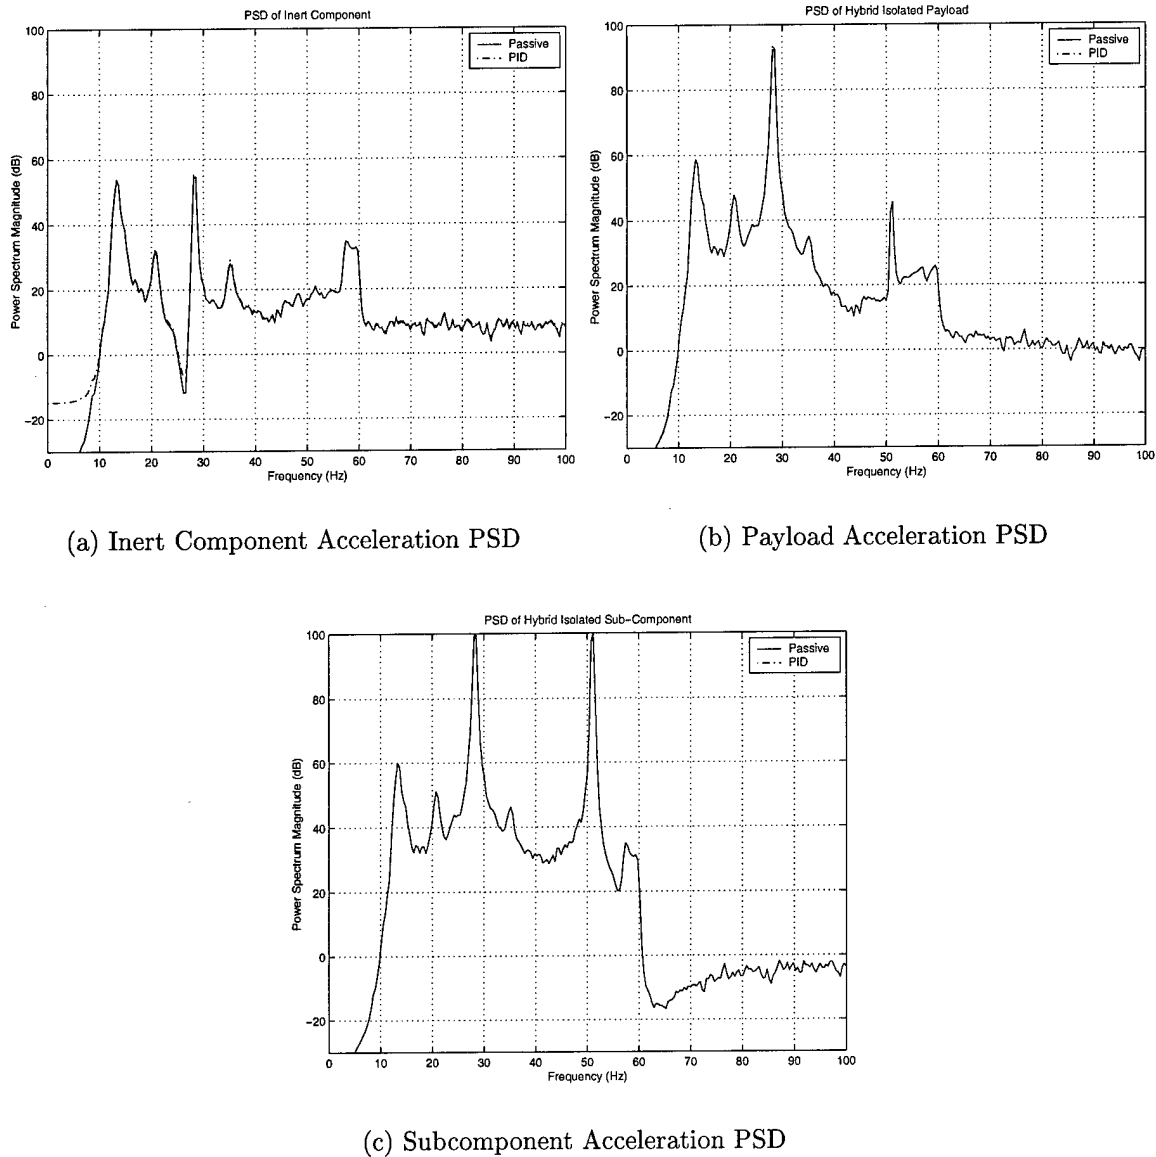 PSD of Inert Component
100
80
60
40
20
0
−20
Power Spectrum Magnitude (dB)
Passive
PID
0 10 20 30 40 50 60 70 80 90 100
Frequency (Hz)
(a) Inert Component Acceleration PSD
PSD of Hybrid Isolated Payload
100
80
60
40
20
0
−20
Power Spectrum Magnitude (dB)
Passive
PID
0 10 20 30 40 50 60 70 80 90 100
Frequency (Hz)
(b) Payload Acceleration PSD
PSD of Hybrid Isolated Sub−Component
100
80
60
40
20
0
−20
Power Spectrum Magnitude (dB)
Passive
PID
0 10 20 30 40 50 60 70 80 90 100
Frequency (Hz)
(c) Subcomponent Acceleration PSD